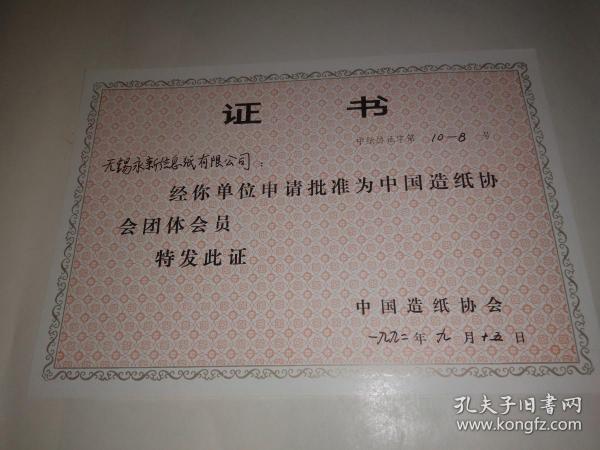 证 书
中纸协证字第 10-8 号
无锡永新信息纸有限公司：
经你单位申请批准为中国造纸协
会团体会员
特发此证
中国造纸协会
一九九二年 九 月 十五 日
孔夫子旧书网
www.kongfz.com